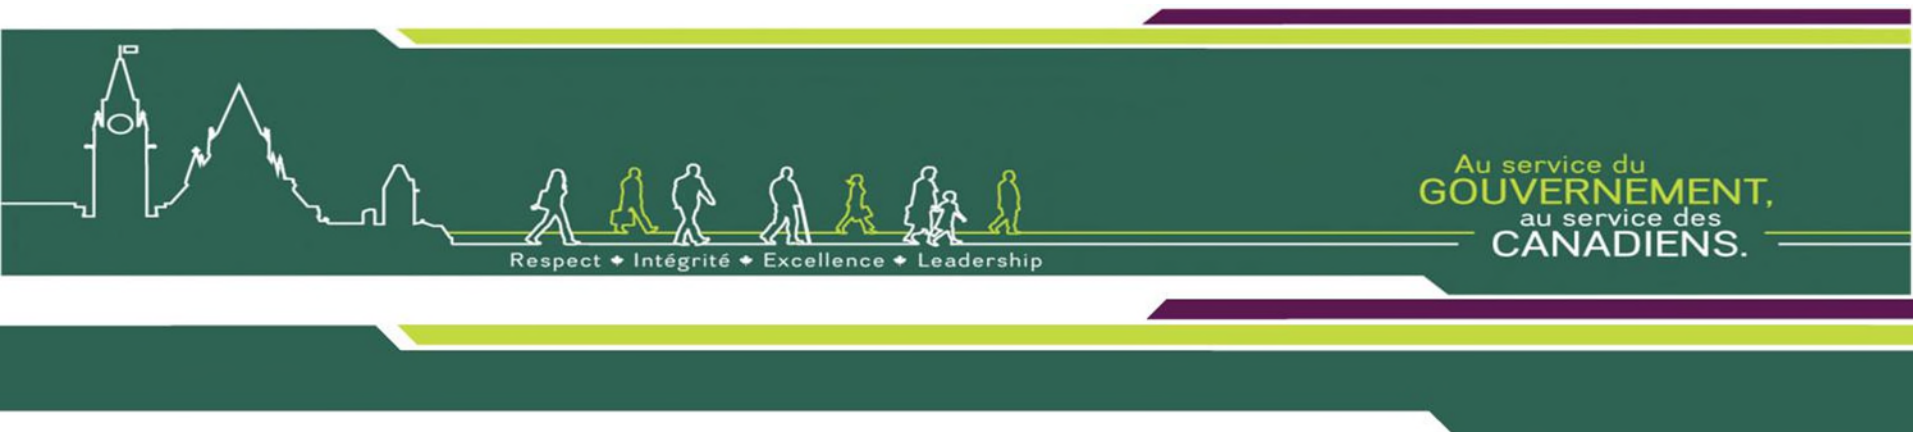 Au service du
GOUVERNEMENT,
au service des
CANADIENS.
Respect ✦ Intégrité ✦ Excellence ✦ Leadership